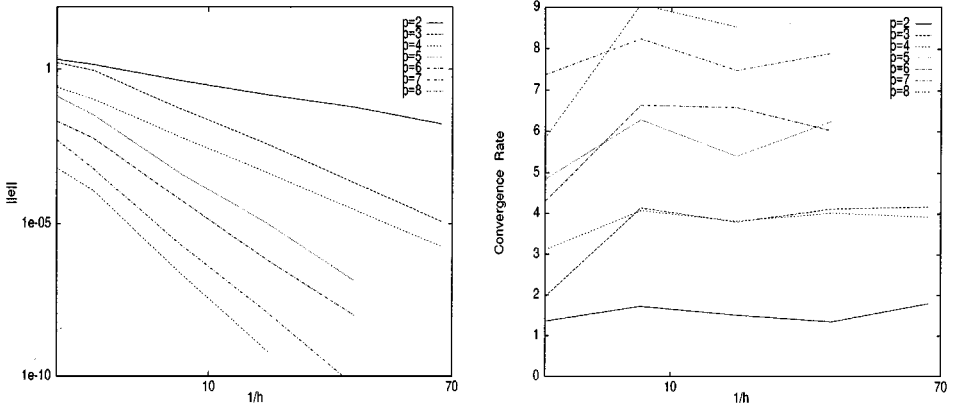 p=2
p=3
p=4
p=5
p=6
p=7
p=8
1
1e-05
1e-10
||e||
10
70
1/h
9
8
7
6
5
4
3
2
1
0
Convergence Rate
p=2
p=3
p=4
p=5
p=6
p=7
p=8
10
70
1/h